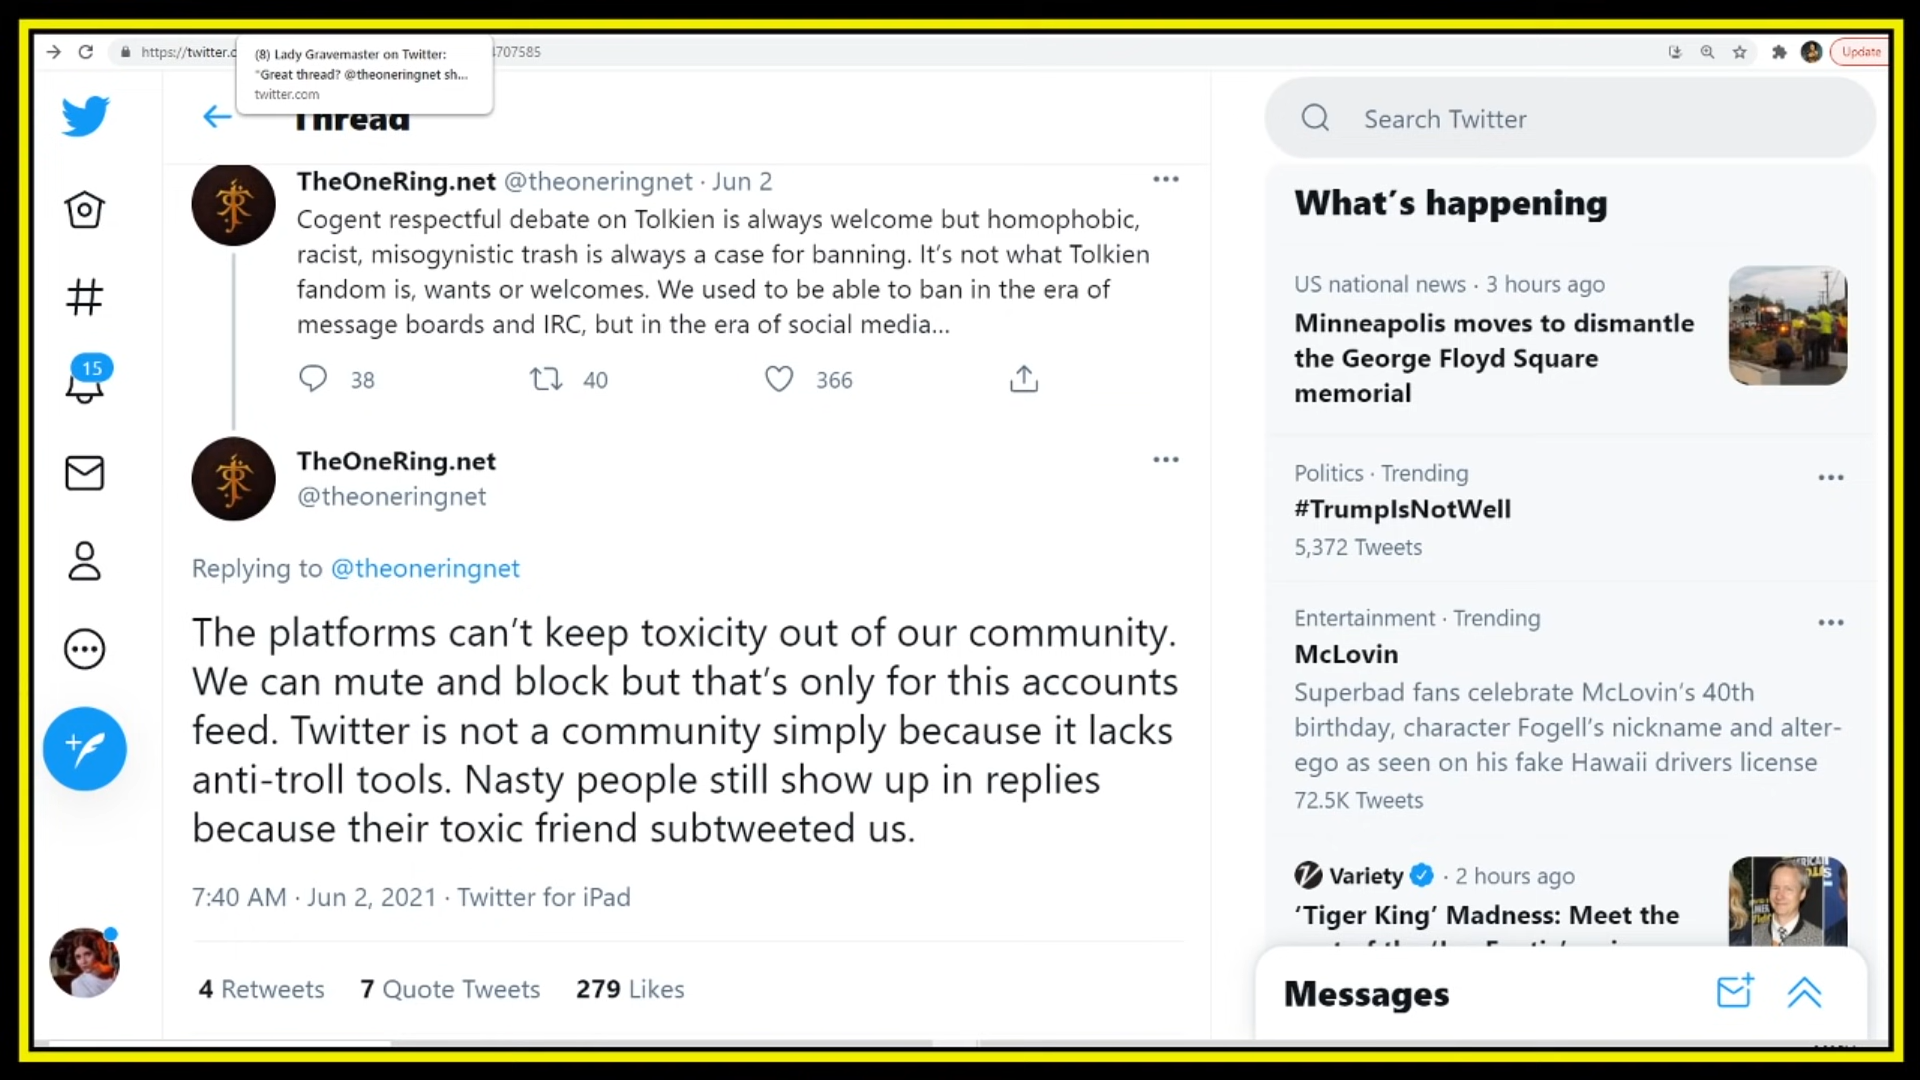 https://twitter.c
4707585
Update
(8) Lady Gravemaster on Twitter:
"Great thread? @theoneringnet sh...
twitter.com
Thread
Search Twitter
TheOneRing.net @theoneringnet · Jun 2
Cogent respectful debate on Tolkien is always welcome but homophobic,
racist, misogynistic trash is always a case for banning. It's not what Tolkien
fandom is, wants or welcomes. We used to be able to ban in the era of
message boards and IRC, but in the era of social media...
38
40
366
15
TheOneRing.net
@theoneringnet
Replying to @theoneringnet
The platforms can't keep toxicity out of our community.
We can mute and block but that's only for this accounts
feed. Twitter is not a community simply because it lacks
anti-troll tools. Nasty people still show up in replies
because their toxic friend subtweeted us.
7:40 AM · Jun 2, 2021 · Twitter for iPad
4 Retweets 7 Quote Tweets 279 Likes
What's happening
US national news · 3 hours ago
Minneapolis moves to dismantle
the George Floyd Square
memorial
Politics · Trending
#TrumpIsNotWell
5,372 Tweets
Entertainment · Trending
McLovin
Superbad fans celebrate McLovin's 40th
birthday, character Fogell's nickname and alter-
ego as seen on his fake Hawaii drivers license
72.5K Tweets
Variety · 2 hours ago
'Tiger King' Madness: Meet the
Messages